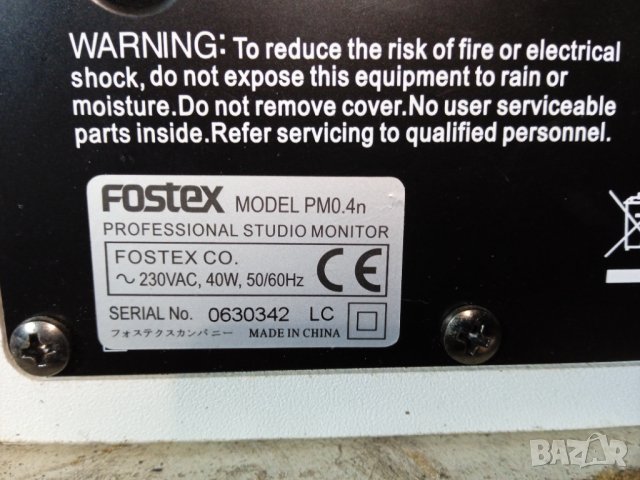 WARNING: To reduce the risk of fire or electrical
shock, do not expose this equipment to rain or
moisture.Do not remove cover.No user serviceable
parts inside.Refer servicing to qualified personnel.
FOSTEX MODEL PM0.4n
PROFESSIONAL STUDIO MONITOR
FOSTEX CO.
～230VAC, 40W, 50/60Hz CE
SERIAL No. 0630342 LC
フォステクスカンパニー MADE IN CHINA
BAZAR